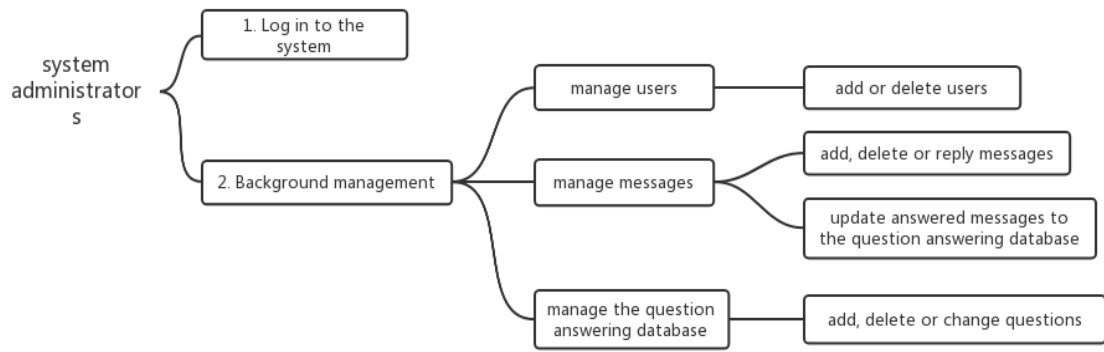 system
administrator
s
1. Log in to the
system
2. Background management
manage users
add or delete users
manage messages
add, delete or reply messages
update answered messages to
the question answering database
manage the question
answering database
add, delete or change questions